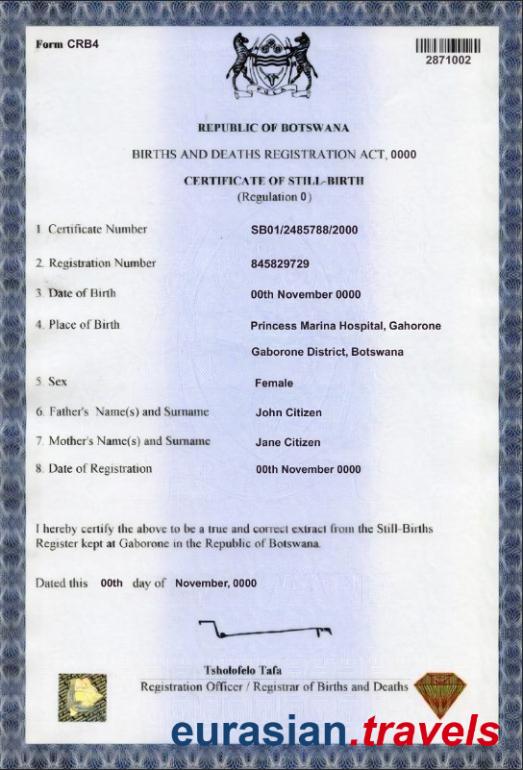 Form CRB4
2871002
REPUBLIC OF BOTSWANA
BIRTHS AND DEATHS REGISTRATION ACT, 0000
CERTIFICATE OF STILL-BIRTH
(Regulation 0)
1 Certificate Number SB01/2485788/2000
2. Registration Number 845829729
3. Date of Birth 00th November 0000
4. Place of Birth Princess Marina Hospital, Gahorone
Gaborone District, Botswana
5. Sex Female
6. Father's Name(s) and Surname John Citizen
7. Mother's Name(s) and Surname Jane Citizen
8. Date of Registration 00th November 0000
I hereby certify the above to be a true and correct extract from the Still-Births
Register kept at Gaborone in the Republic of Botswana.
Dated this 00th day of November, 0000
Tsholofelo Tafa
Registration Officer / Registrar of Births and Deaths
eurasian.travels